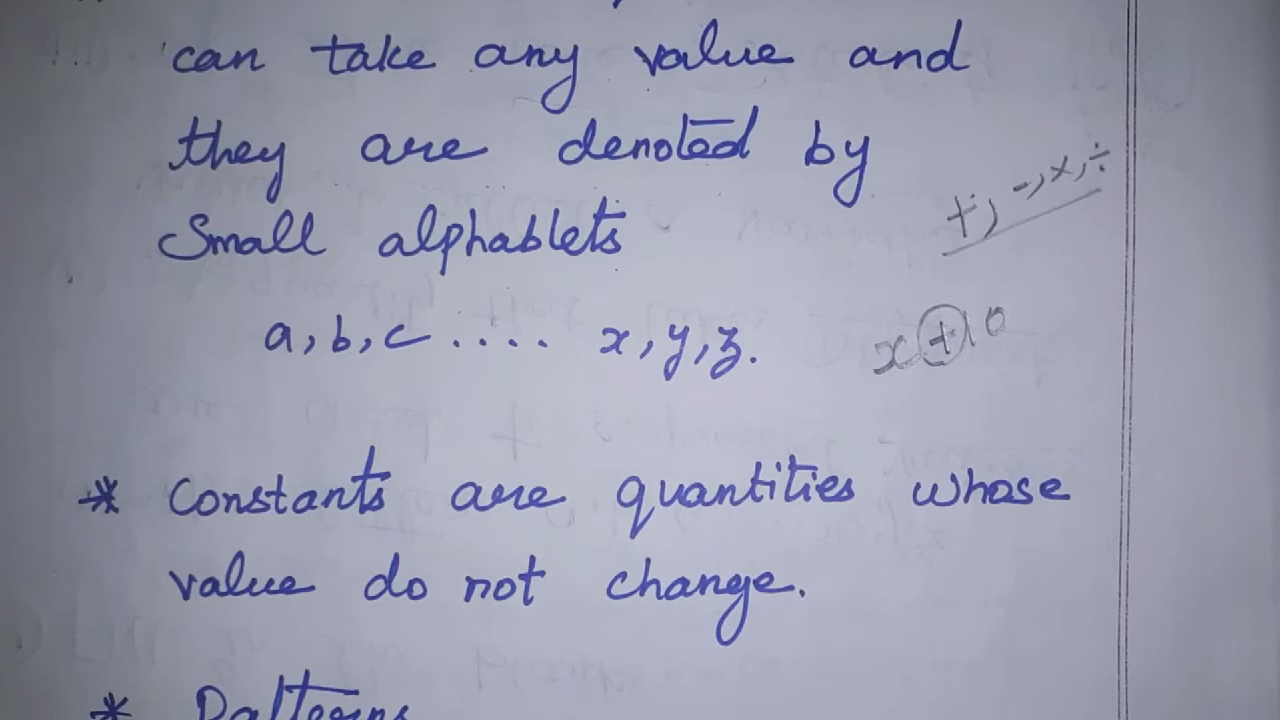 can take any value and
they are denoted by
Small alphablets
+, -, x, ÷
a, b, c .... x, y, z.
x + 10
* Constants are quantities whose
value do not change.
* Patterns